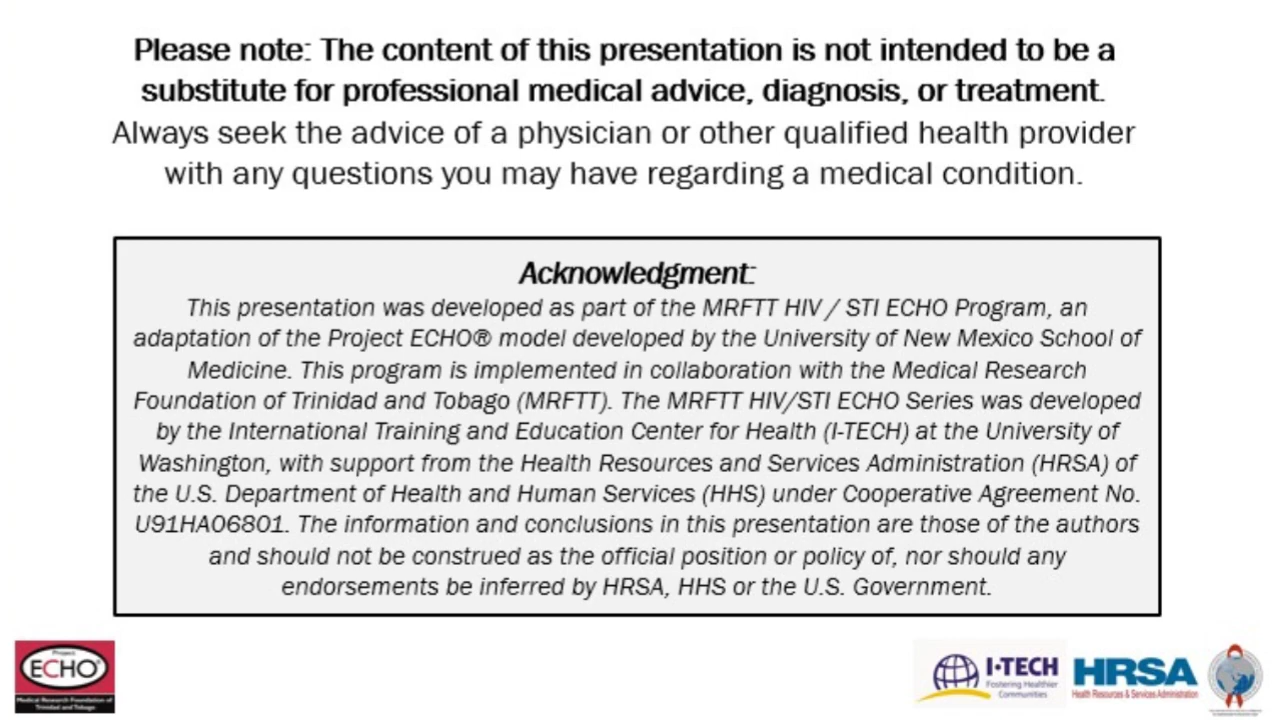 Please note: The content of this presentation is not intended to be a
substitute for professional medical advice, diagnosis, or treatment.
Always seek the advice of a physician or other qualified health provider
with any questions you may have regarding a medical condition.
Acknowledgment:
This presentation was developed as part of the MRFTT HIV / STI ECHO Program, an
adaptation of the Project ECHO® model developed by the University of New Mexico School of
Medicine. This program is implemented in collaboration with the Medical Research
Foundation of Trinidad and Tobago (MRFTT). The MRFTT HIV/STI ECHO Series was developed
by the International Training and Education Center for Health (I-TECH) at the University of
Washington, with support from the Health Resources and Services Administration (HRSA) of
the U.S. Department of Health and Human Services (HHS) under Cooperative Agreement No.
U91HA06801. The information and conclusions in this presentation are those of the authors
and should not be construed as the official position or policy of, nor should any
endorsements be inferred by HRSA, HHS or the U.S. Government.
Project
ECHO®
Medical Research Foundation of
Trinidad and Tobago
I-TECH
Fostering Healthier
Communities
HRSA
Health Resources & Services Administration